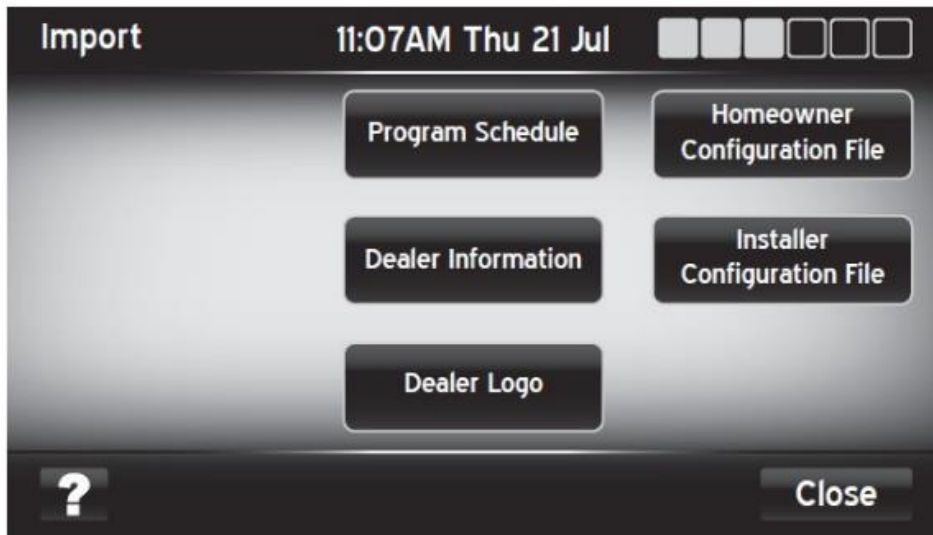 Import
11:07AM Thu 21 Jul
Program Schedule
Homeowner
Configuration File
Dealer Information
Installer
Configuration File
Dealer Logo
?
Close